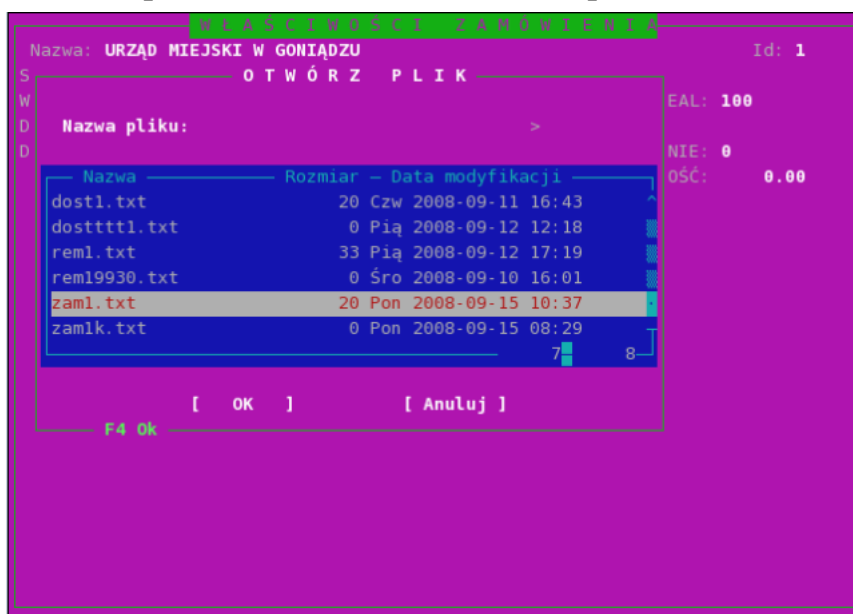 WŁAŚCIWOŚCI ZAMÓWIENIA
Nazwa: URZĄD MIEJSKI W GONIĄDZU Id: 1
S OTWÓRZ PLIK
W EAL: 100
D Nazwa pliku: >
D NIE: 0
Nazwa Rozmiar Data modyfikacji OŚĆ: 0.00
dost1.txt 20 Czw 2008-09-11 16:43
dostttt1.txt 0 Pią 2008-09-12 12:18
rem1.txt 33 Pią 2008-09-12 17:19
rem19930.txt 0 Śro 2008-09-10 16:01
zam1.txt 20 Pon 2008-09-15 10:37
zam1k.txt 0 Pon 2008-09-15 08:29
7 8
[ OK ] [ Anuluj ]
F4 Ok